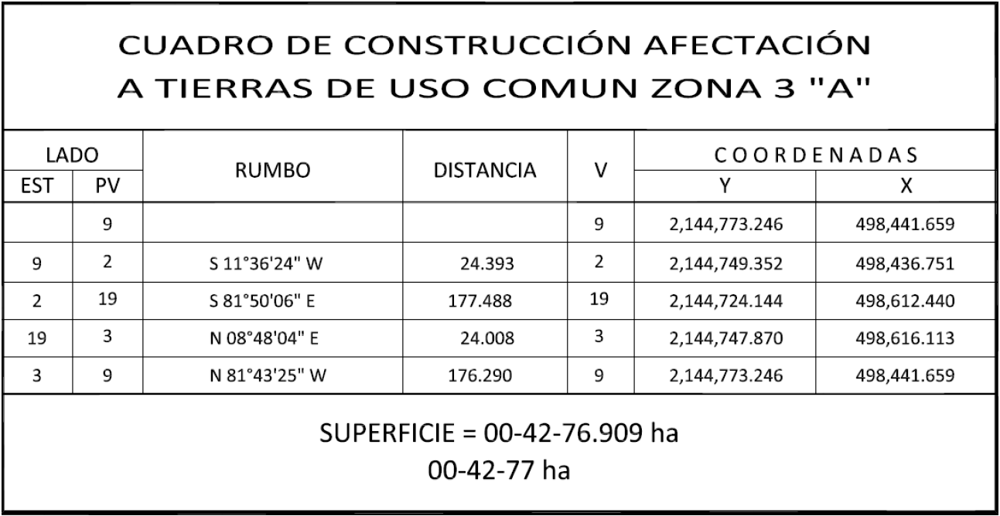 CUADRO DE CONSTRUCCIÓN AFECTACIÓN
A TIERRAS DE USO COMUN ZONA 3 "A"
LADO RUMBO DISTANCIA V COORDENADAS
EST PV Y X
9 9 2,144,773.246 498,441.659
9 2 S 11°36'24" W 24.393 2 2,144,749.352 498,436.751
2 19 S 81°50'06" E 177.488 19 2,144,724.144 498,612.440
19 3 N 08°48'04" E 24.008 3 2,144,747.870 498,616.113
3 9 N 81°43'25" W 176.290 9 2,144,773.246 498,441.659
SUPERFICIE = 00-42-76.909 ha
00-42-77 ha